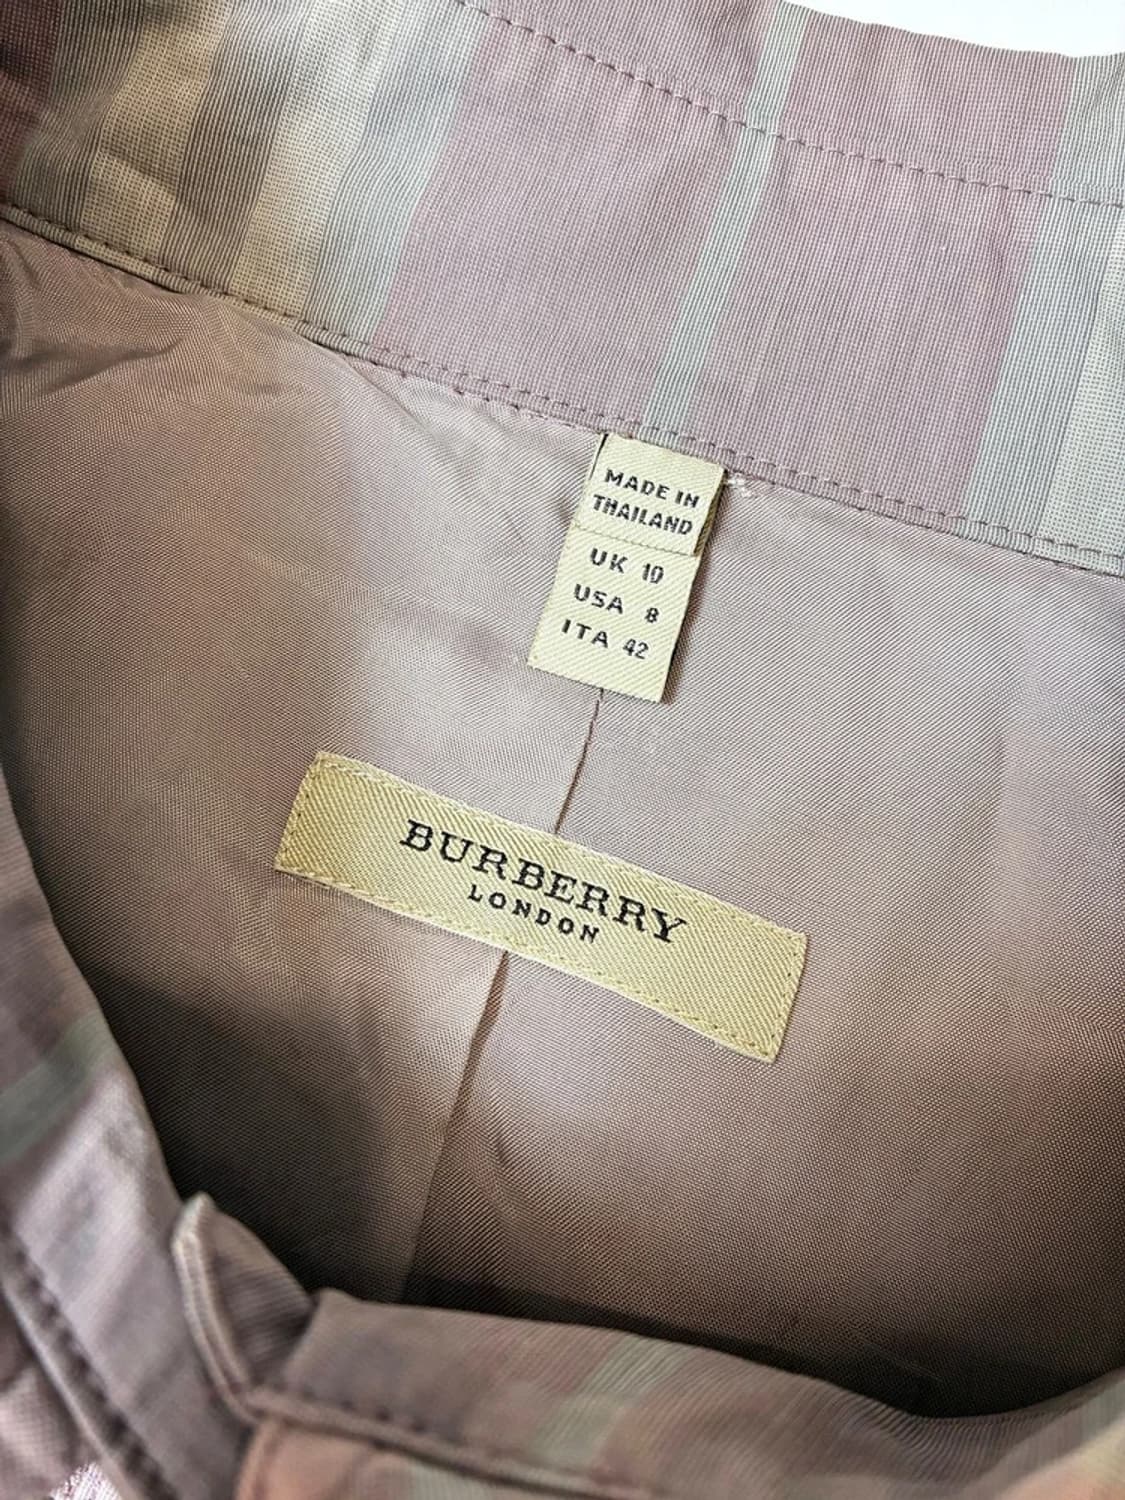 MADE IN
THAILAND
UK 10
USA 8
ITA 42
BURBERRY
LONDON